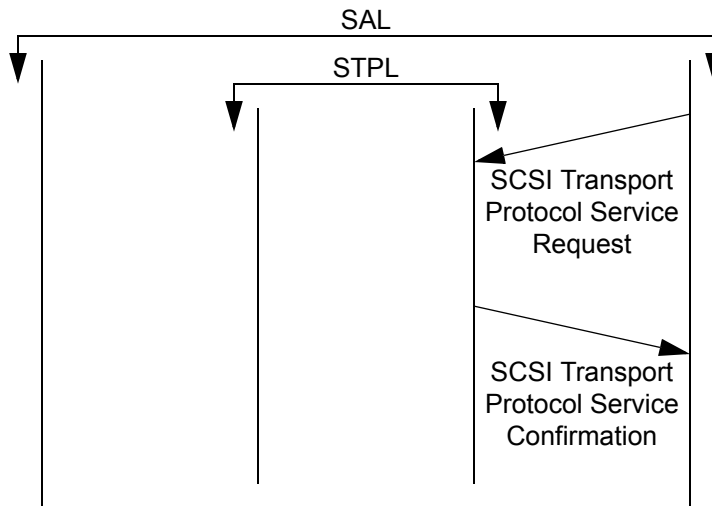 SAL
STPL
SCSI Transport
Protocol Service
Request
SCSI Transport
Protocol Service
Confirmation